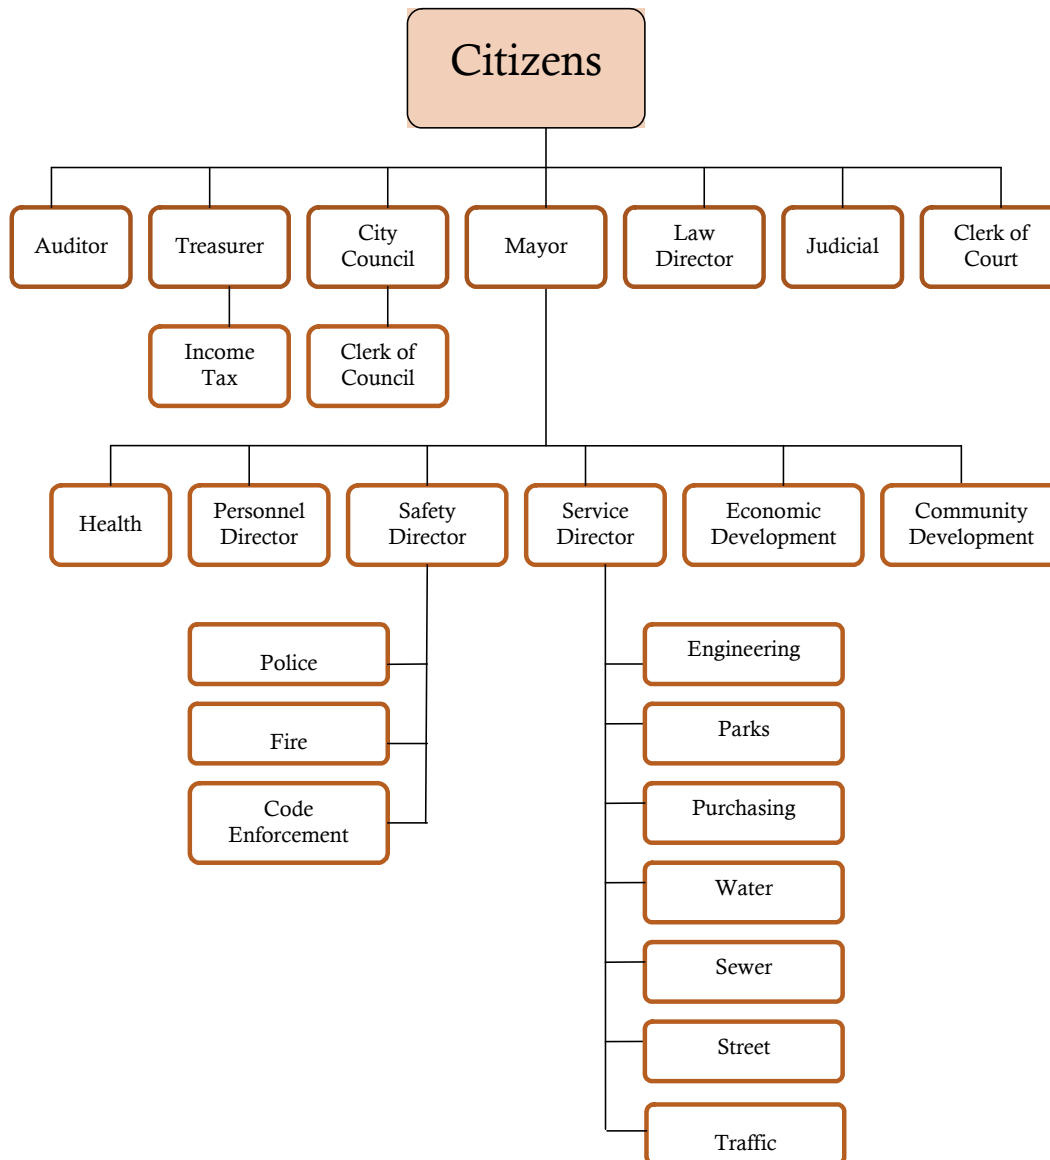 Citizens
Auditor
Treasurer
City
Council
Mayor
Law
Director
Judicial
Clerk of
Court
Income
Tax
Clerk of
Council
Health
Personnel
Director
Safety
Director
Service
Director
Economic
Development
Community
Development
Police
Fire
Code
Enforcement
Engineering
Parks
Purchasing
Water
Sewer
Street
Traffic